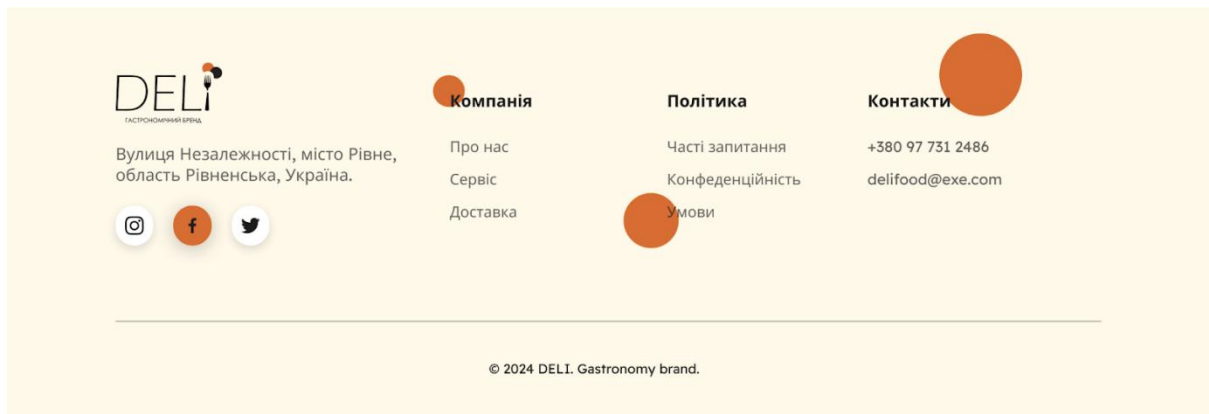 DELI
ГАСТРОНОМІЧНИЙ БРЕНД
Вулиця Незалежності, місто Рівне,
область Рівненська, Україна.
Компанія
Про нас
Сервіс
Доставка
Політика
Часті запитання
Конфеденційність
Умови
Контакти
+380 97 731 2486
delifood@exe.com
© 2024 DELI. Gastronomy brand.